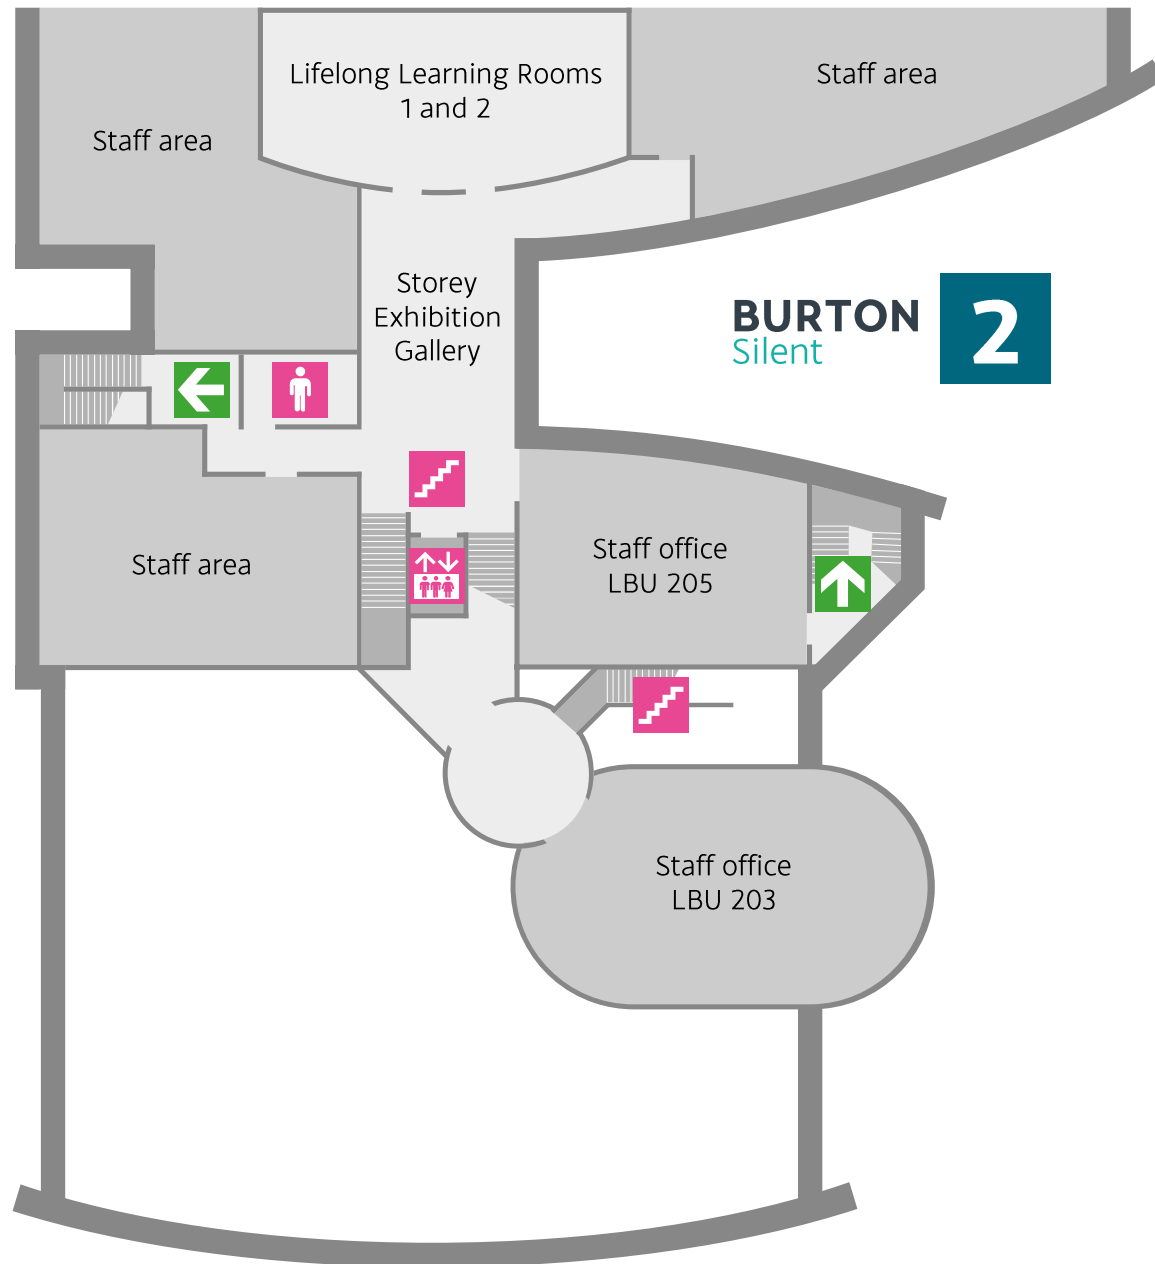 Lifelong Learning Rooms
1 and 2
Staff area
Staff area
Storey
Exhibition
Gallery
BURTON
Silent
2
Staff area
Staff office
LBU 205
Staff office
LBU 203